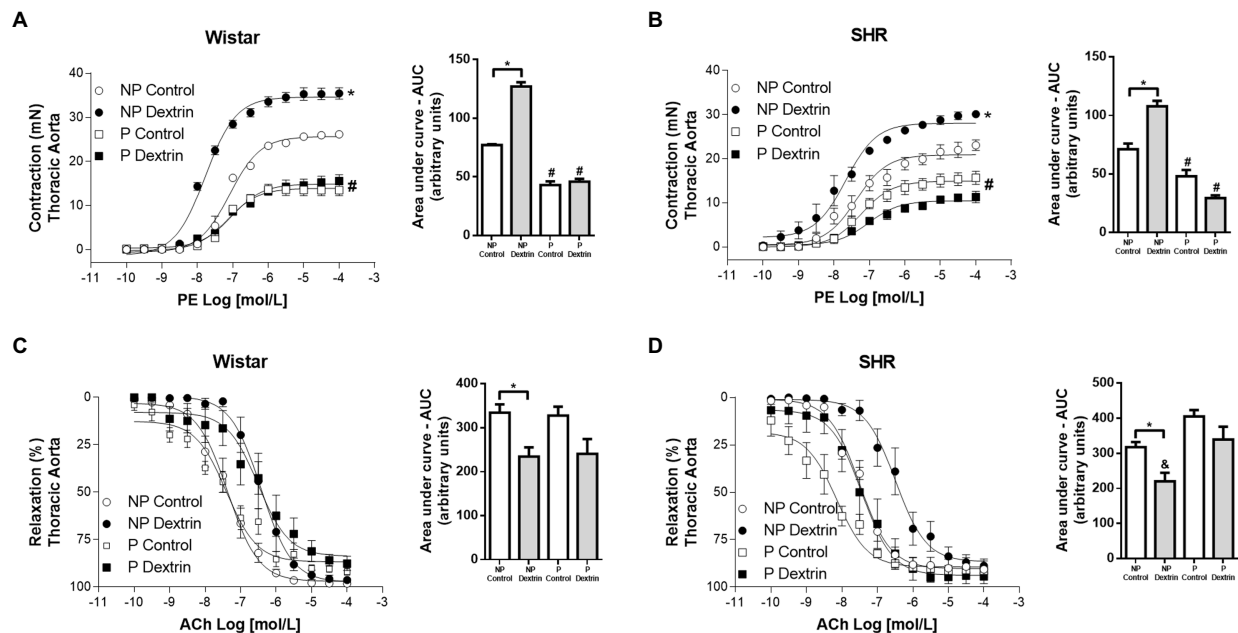 A
Wistar
Contraction (mN)
Thoracic Aorta
40
30
20
10
0
NP Control
NP Dextrin
P Control
P Dextrin
*
#
-11 -10 -9 -8 -7 -6 -5 -4 -3
PE Log [mol/L]
Area under curve - AUC
(arbitrary units)
150
100
50
0
*
# #
NP Control
NP Dextrin
P Control
P Dextrin
B
SHR
Contraction (mN)
Thoracic Aorta
40
30
20
10
0
NP Control
NP Dextrin
P Control
P Dextrin
*
#
-11 -10 -9 -8 -7 -6 -5 -4 -3
PE Log [mol/L]
Area under curve - AUC
(arbitrary units)
150
100
50
0
*
#
#
NP Control
NP Dextrin
P Control
P Dextrin
C
Wistar
Relaxation (%)
Thoracic Aorta
0
25
50
75
100
NP Control
NP Dextrin
P Control
P Dextrin
-11 -10 -9 -8 -7 -6 -5 -4 -3
ACh Log [mol/L]
Area under curve - AUC
(arbitrary units)
400
300
200
100
0
*
NP Control
NP Dextrin
P Control
P Dextrin
D
SHR
Relaxation (%)
Thoracic Aorta
0
25
50
75
100
NP Control
NP Dextrin
P Control
P Dextrin
-11 -10 -9 -8 -7 -6 -5 -4 -3
ACh Log [mol/L]
Area under curve - AUC
(arbitrary units)
500
400
300
200
100
0
*
&
NP Control
NP Dextrin
P Control
P Dextrin